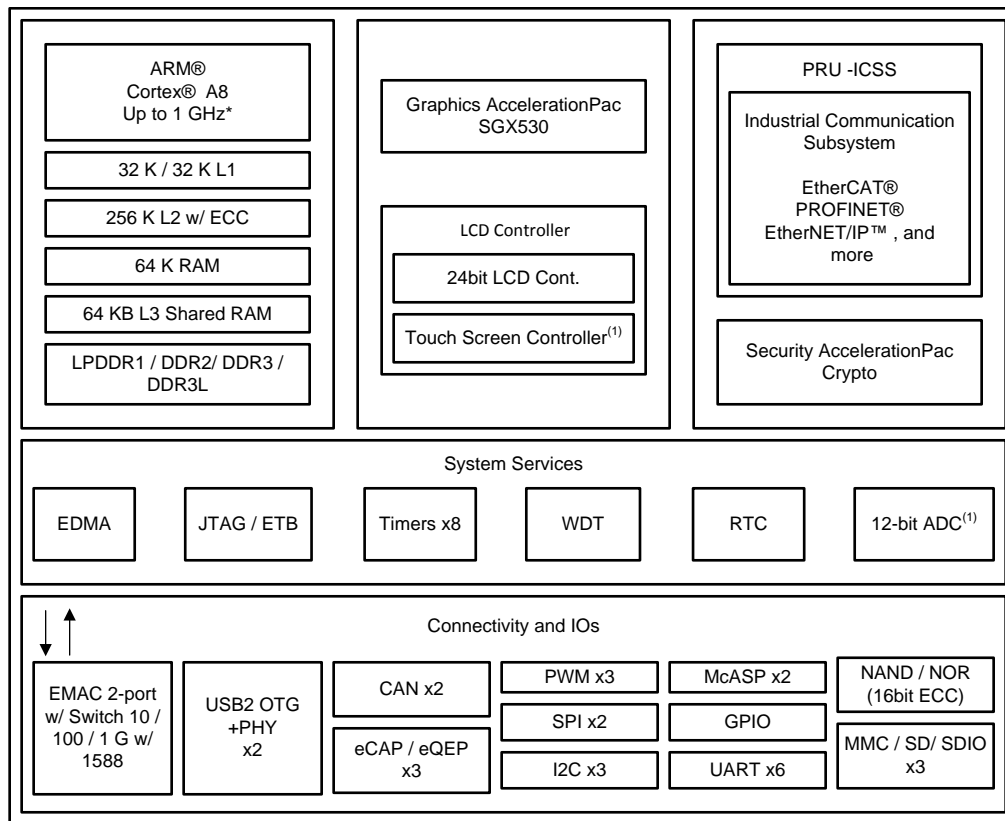 ARM®
Cortex® A8
Up to 1 GHz*
32 K / 32 K L1
256 K L2 w/ ECC
64 K RAM
64 KB L3 Shared RAM
LPDDR1 / DDR2/ DDR3 /
DDR3L
Graphics AccelerationPac
SGX530
LCD Controller
24bit LCD Cont.
Touch Screen Controller(1)
PRU -ICSS
Industrial Communication
Subsystem
EtherCAT®
PROFINET®
EtherNET/IP™ , and
more
Security AccelerationPac
Crypto
System Services
EDMA
JTAG / ETB
Timers x8
WDT
RTC
12-bit ADC(1)
Connectivity and IOs
EMAC 2-port
w/ Switch 10 /
100 / 1 G w/
1588
USB2 OTG
+PHY
x2
CAN x2
eCAP / eQEP
x3
PWM x3
SPI x2
I2C x3
McASP x2
GPIO
UART x6
NAND / NOR
(16bit ECC)
MMC / SD/ SDIO
x3